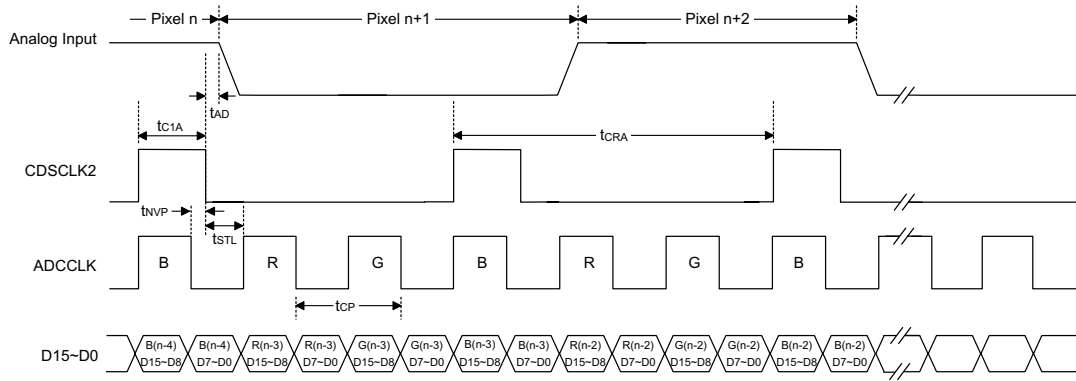 Pixel n
Pixel n+1
Pixel n+2
Analog Input
tAD
tC1A
tCRA
CDSCLK2
tNVP
tSTL
ADCCLK
B R G B R G B
tCP
D15~D0
B(n-4) B(n-4) R(n-3) R(n-3) G(n-3) G(n-3) B(n-3) B(n-3) R(n-2) R(n-2) G(n-2) G(n-2) B(n-2) B(n-2)
D15~D8 D7~D0 D15~D8 D7~D0 D15~D8 D7~D0 D15~D8 D7~D0 D15~D8 D7~D0 D15~D8 D7~D0 D15~D8 D7~D0